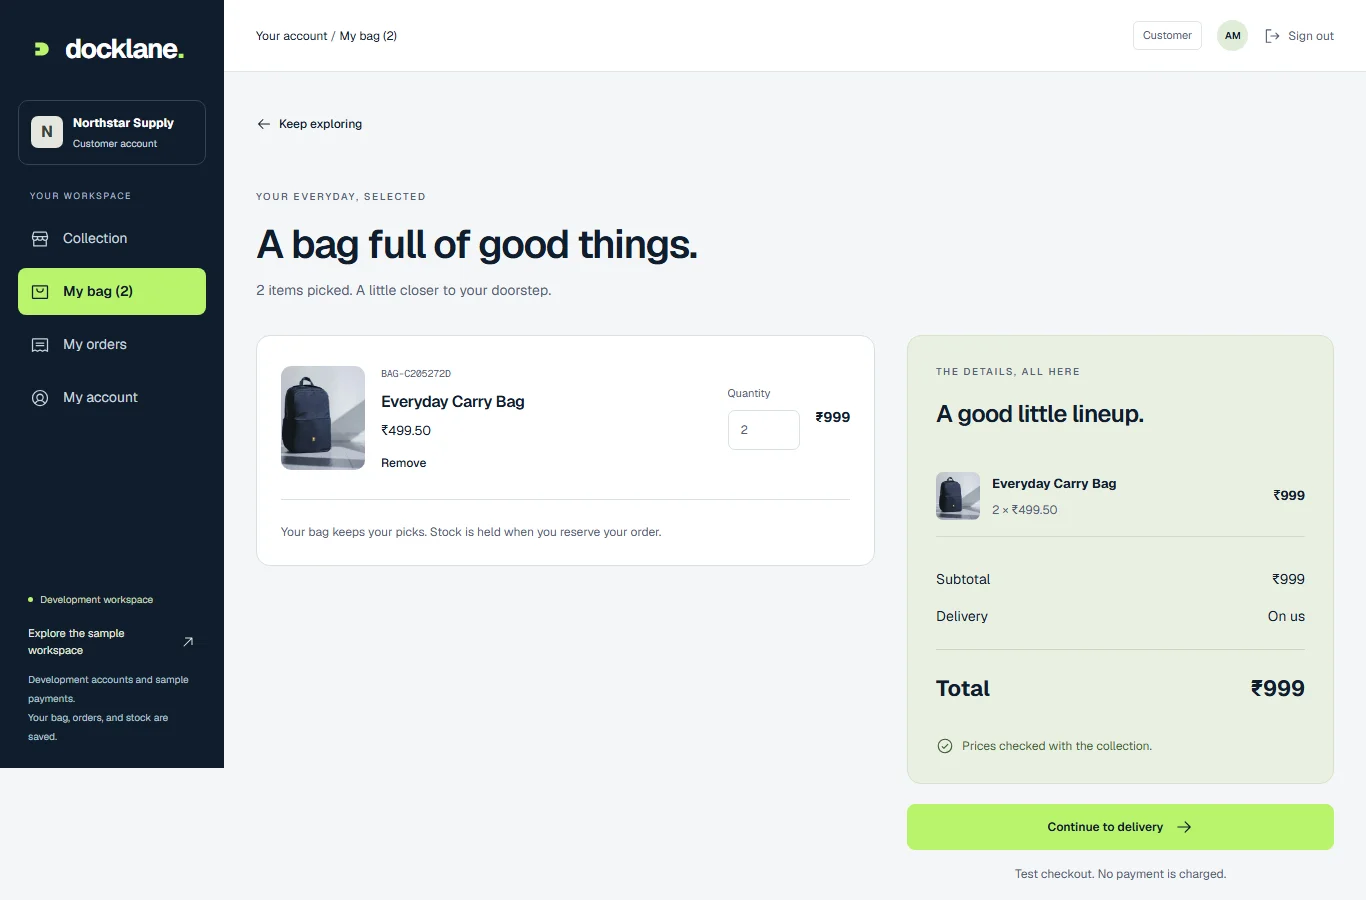 docklane.
N
Northstar Supply
Customer account
YOUR WORKSPACE
Collection
My bag (2)
My orders
My account
Development workspace
Explore the sample
workspace
Development accounts and sample
payments.
Your bag, orders, and stock are
saved.
Your account / My bag (2)
Customer
AM
Sign out
Keep exploring
YOUR EVERYDAY, SELECTED
A bag full of good things.
2 items picked. A little closer to your doorstep.
BAG-C205272D
Everyday Carry Bag
₹499.50
Remove
Quantity
2
₹999
Your bag keeps your picks. Stock is held when you reserve your order.
THE DETAILS, ALL HERE
A good little lineup.
Everyday Carry Bag
2 × ₹499.50
₹999
Subtotal ₹999
Delivery On us
Total ₹999
Prices checked with the collection.
Continue to delivery
Test checkout. No payment is charged.